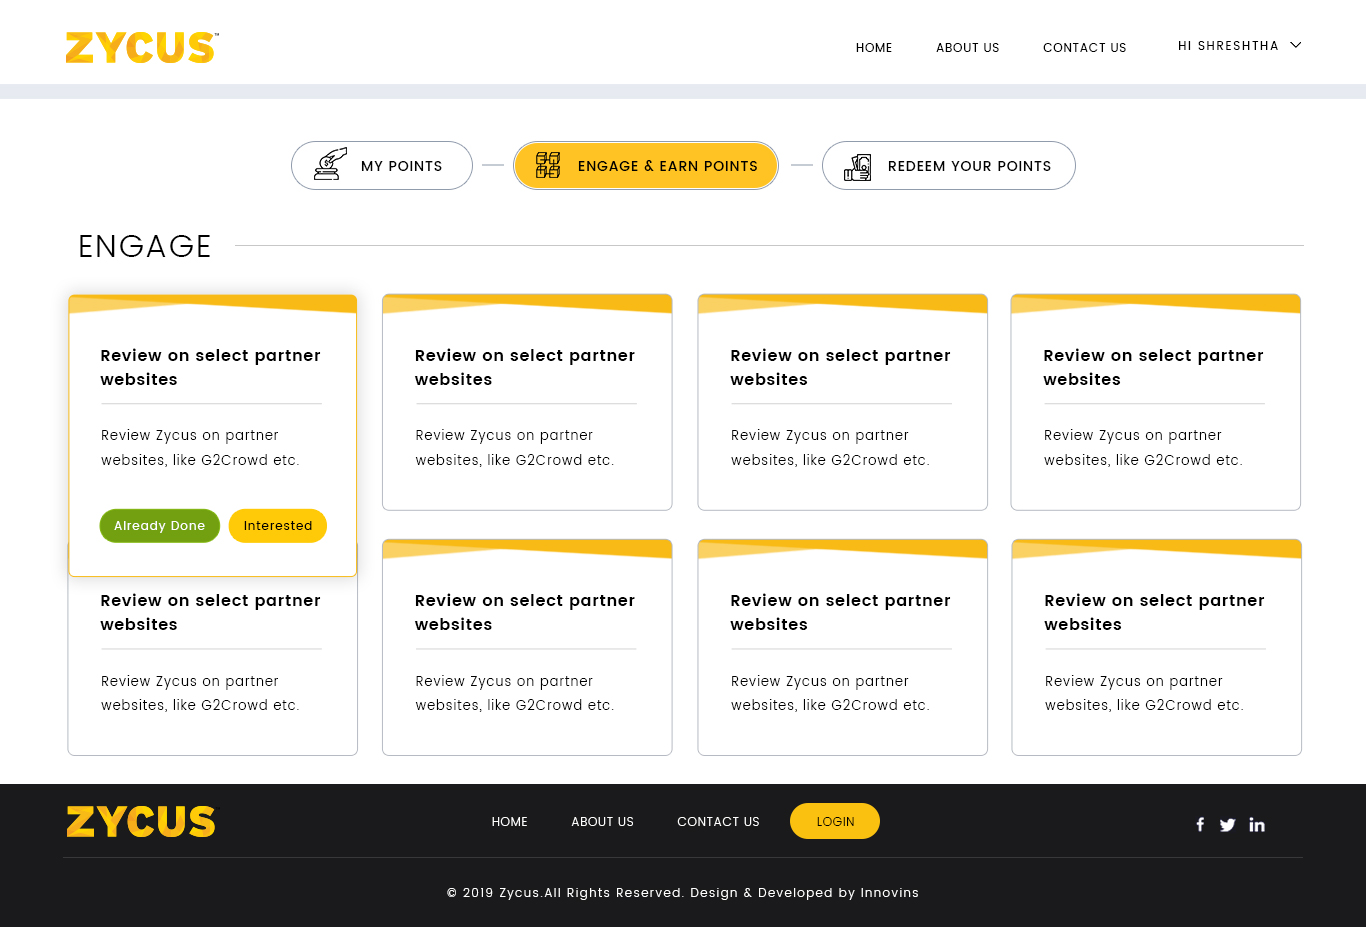 ZYCUS™
HOME ABOUT US CONTACT US HI SHRESHTHA
MY POINTS
ENGAGE & EARN POINTS
REDEEM YOUR POINTS
ENGAGE
Review on select partner
websites
Review Zycus on partner
websites, like G2Crowd etc.
Already Done
Interested
Review on select partner
websites
Review Zycus on partner
websites, like G2Crowd etc.
Review on select partner
websites
Review Zycus on partner
websites, like G2Crowd etc.
Review on select partner
websites
Review Zycus on partner
websites, like G2Crowd etc.
Review on select partner
websites
Review Zycus on partner
websites, like G2Crowd etc.
Review on select partner
websites
Review Zycus on partner
websites, like G2Crowd etc.
Review on select partner
websites
Review Zycus on partner
websites, like G2Crowd etc.
Review on select partner
websites
Review Zycus on partner
websites, like G2Crowd etc.
ZYCUS
HOME ABOUT US CONTACT US LOGIN
© 2019 Zycus.All Rights Reserved. Design & Developed by Innovins